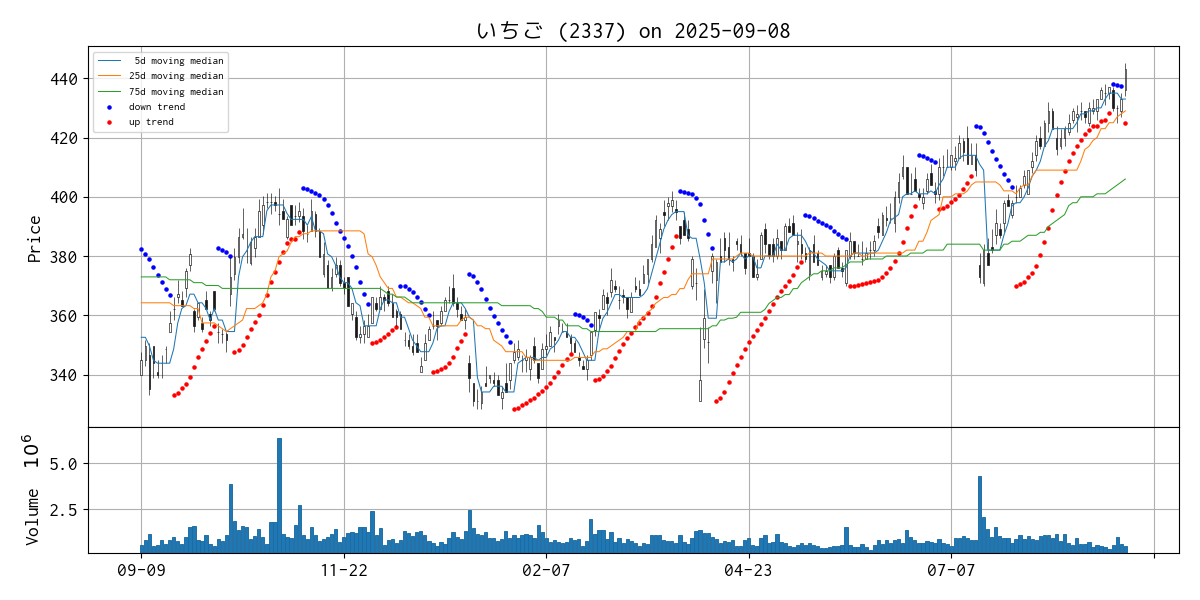 いちご (2337) on 2025-09-08
5d moving median
25d moving median
75d moving median
down trend
up trend
Price
440
420
400
380
360
340
Volume 10^6
5.0
2.5
09-09
11-22
02-07
04-23
07-07